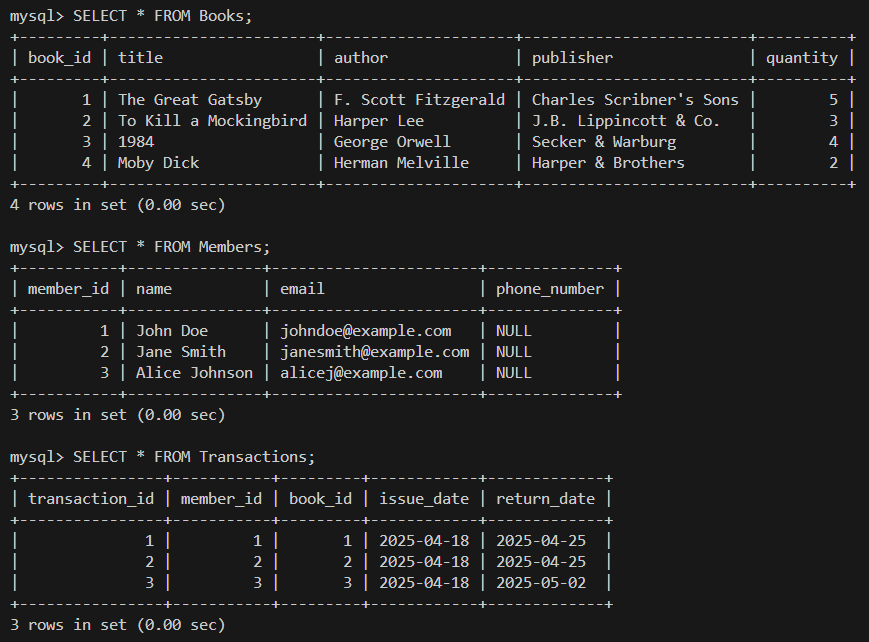 mysql> SELECT * FROM Books;
+---------+-----------------------+---------------------+-------------------------+----------+
| book_id | title                 | author              | publisher               | quantity |
+---------+-----------------------+---------------------+-------------------------+----------+
|       1 | The Great Gatsby      | F. Scott Fitzgerald | Charles Scribner's Sons |        5 |
|       2 | To Kill a Mockingbird | Harper Lee          | J.B. Lippincott & Co.   |        3 |
|       3 | 1984                  | George Orwell       | Secker & Warburg        |        4 |
|       4 | Moby Dick             | Herman Melville     | Harper & Brothers       |        2 |
+---------+-----------------------+---------------------+-------------------------+----------+
4 rows in set (0.00 sec)

mysql> SELECT * FROM Members;
+-----------+---------------+-----------------------+--------------+
| member_id | name          | email                 | phone_number |
+-----------+---------------+-----------------------+--------------+
|         1 | John Doe      | johndoe@example.com   | NULL         |
|         2 | Jane Smith    | janesmith@example.com | NULL         |
|         3 | Alice Johnson | alicej@example.com    | NULL         |
+-----------+---------------+-----------------------+--------------+
3 rows in set (0.00 sec)

mysql> SELECT * FROM Transactions;
+----------------+-----------+---------+------------+-------------+
| transaction_id | member_id | book_id | issue_date | return_date |
+----------------+-----------+---------+------------+-------------+
|              1 |         1 |       1 | 2025-04-18 | 2025-04-25  |
|              2 |         2 |       2 | 2025-04-18 | 2025-04-25  |
|              3 |         3 |       3 | 2025-04-18 | 2025-05-02  |
+----------------+-----------+---------+------------+-------------+
3 rows in set (0.00 sec)